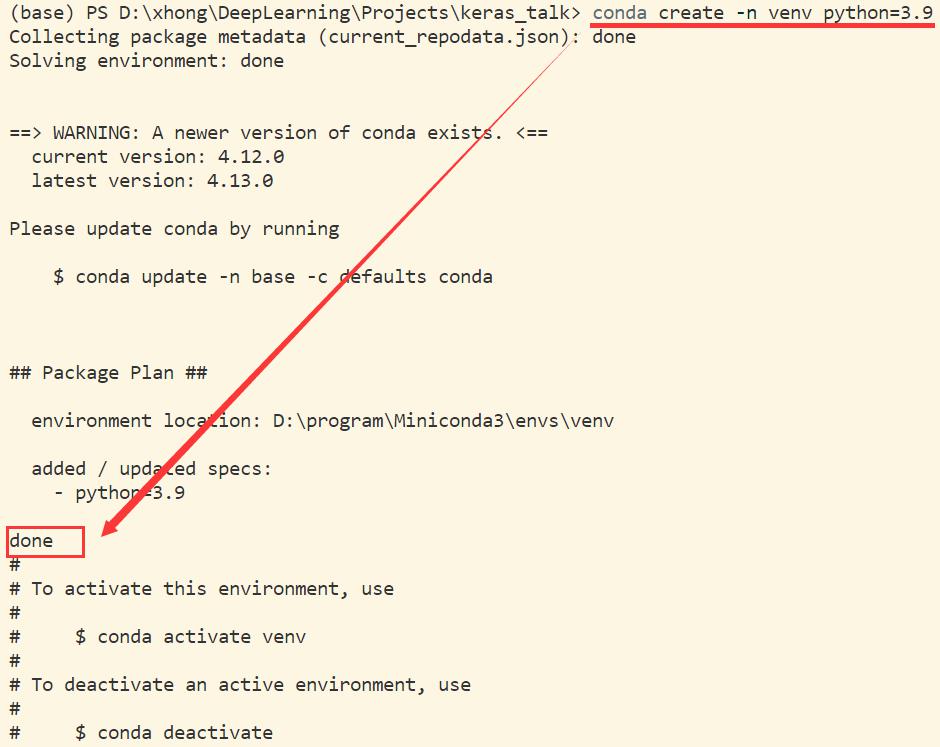 (base) PS D:\xhong\DeepLearning\Projects\keras_talk> conda create -n venv python=3.9
Collecting package metadata (current_repodata.json): done
Solving environment: done
==> WARNING: A newer version of conda exists. <==
current version: 4.12.0
latest version: 4.13.0
Please update conda by running
$ conda update -n base -c defaults conda
## Package Plan ##
environment location: D:\program\Miniconda3\envs\venv
added / updated specs:
- python=3.9
done
#
# To activate this environment, use
#
#     $ conda activate venv
#
# To deactivate an active environment, use
#
#     $ conda deactivate